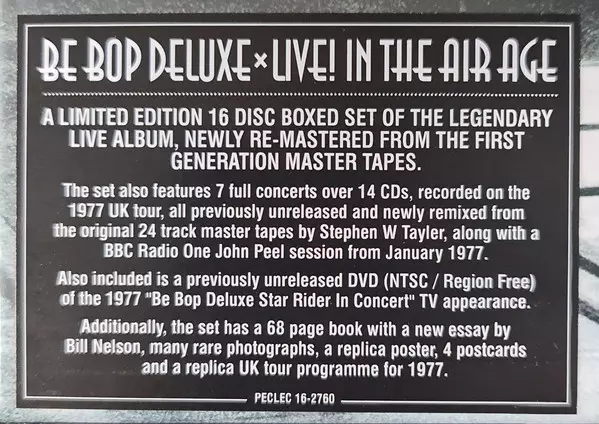 BE BOP DELUXE × LIVE! IN THE AIR AGE
A LIMITED EDITION 16 DISC BOXED SET OF THE LEGENDARY
LIVE ALBUM, NEWLY RE-MASTERED FROM THE FIRST
GENERATION MASTER TAPES.
The set also features 7 full concerts over 14 CDs, recorded on the
1977 UK tour, all previously unreleased and newly remixed from
the original 24 track master tapes by Stephen W Tayler, along with a
BBC Radio One John Peel session from January 1977.
Also included is a previously unreleased DVD (NTSC / Region Free)
of the 1977 "Be Bop Deluxe Star Rider In Concert" TV appearance.
Additionally, the set has a 68 page book with a new essay by
Bill Nelson, many rare photographs, a replica poster, 4 postcards
and a replica UK tour programme for 1977.
PECLEC 16-2760